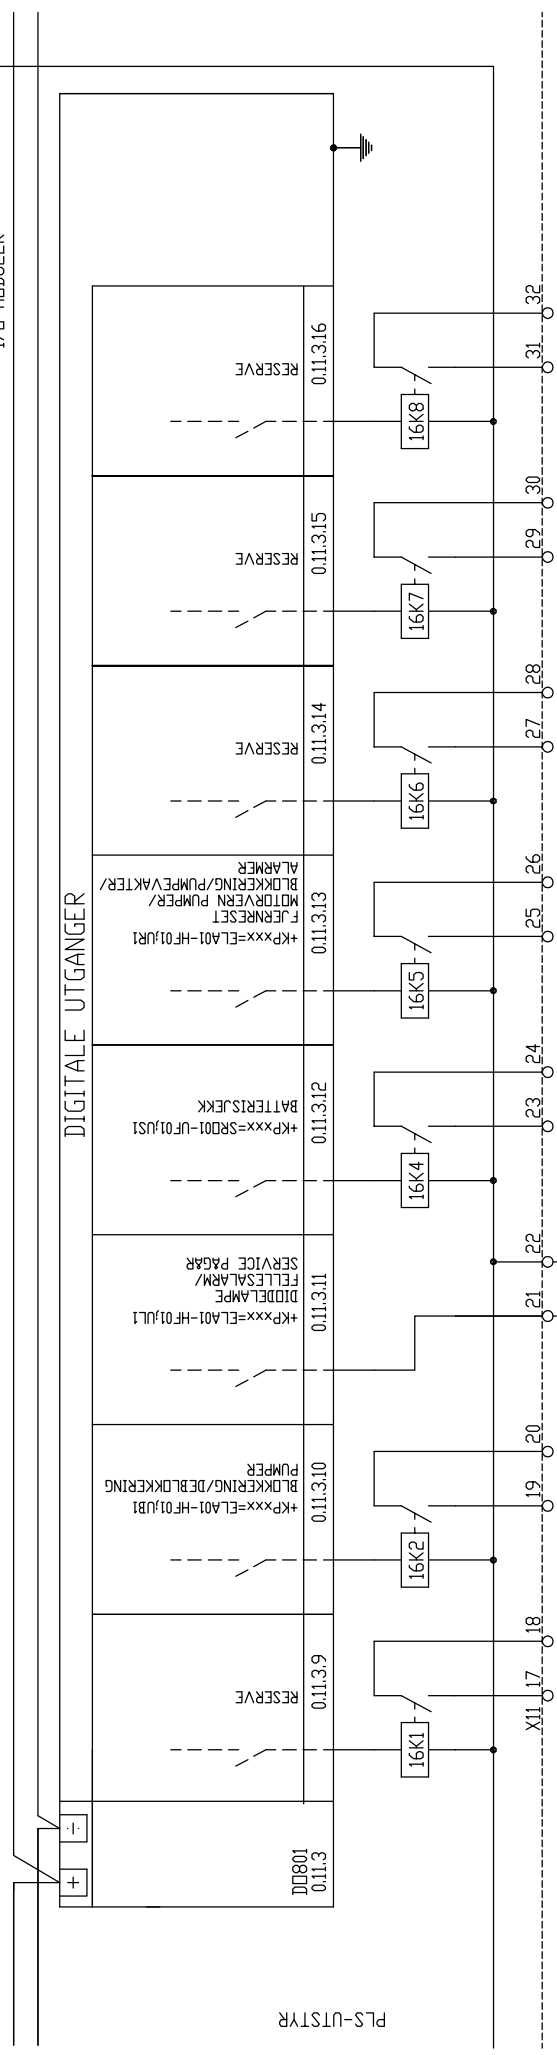 I/O MODULER
DIGITALE UTGANGER
DO801
0.11.3
RESERVE
0.11.3.9
+KPxxx=ELA01-HF01;UB1
BLOKKERING/DEBLOKKERING
PUMPER
0.11.3.10
+KPxxx=ELA01-HF01;UL1
DIODELAMPE
FELLESALARM/
SERVICE PÅGÅR
0.11.3.11
+KPxxx=SRO01-UF01;US1
BATTERISJEKK
0.11.3.12
+KPxxx=ELA01-HF01;UR1
FJERNRESET
MOTORVERN PUMPER/
BLOKKERING/PUMPEVAKTER/
ALARMER
0.11.3.13
RESERVE
0.11.3.14
RESERVE
0.11.3.15
RESERVE
0.11.3.16
16K1
16K2
16K4
16K5
16K6
16K7
16K8
X11 17 18 19 20 21 22 23 24 25 26 27 28 29 30 31 32
PLS-UTSTYR